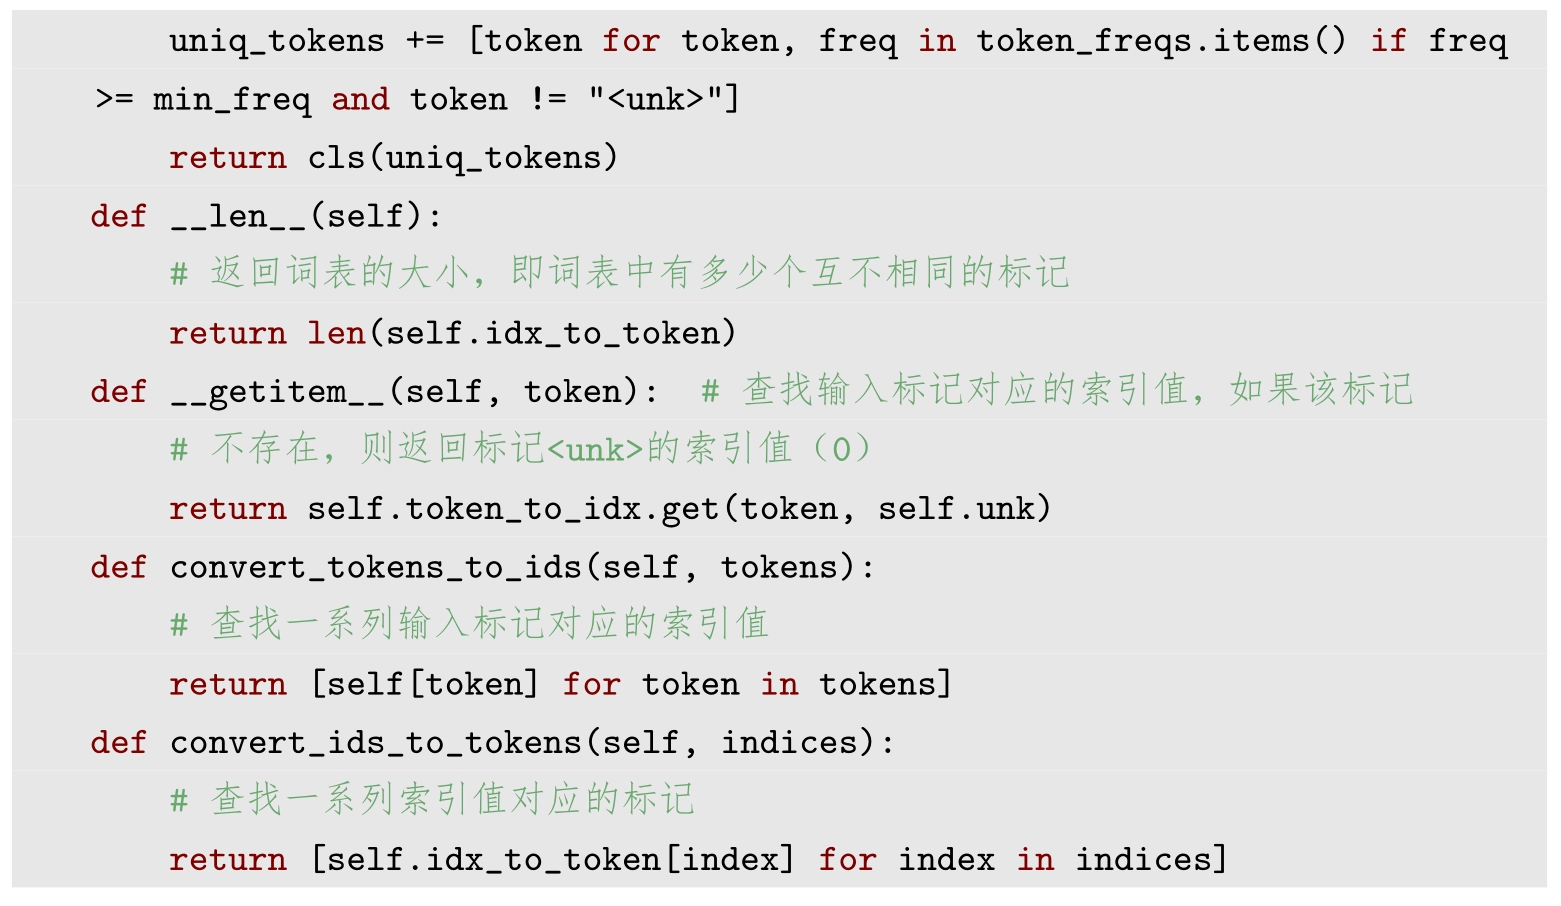 uniq_tokens += [token for token, freq in token_freqs.items() if freq
>= min_freq and token != "<unk>"]
return cls(uniq_tokens)
def __len__(self):
# 返回词表的大小，即词表中有多少个互不相同的标记
return len(self.idx_to_token)
def __getitem__(self, token):  # 查找输入标记对应的索引值，如果该标记
# 不存在，则返回标记<unk>的索引值（0）
return self.token_to_idx.get(token, self.unk)
def convert_tokens_to_ids(self, tokens):
# 查找一系列输入标记对应的索引值
return [self[token] for token in tokens]
def convert_ids_to_tokens(self, indices):
# 查找一系列索引值对应的标记
return [self.idx_to_token[index] for index in indices]